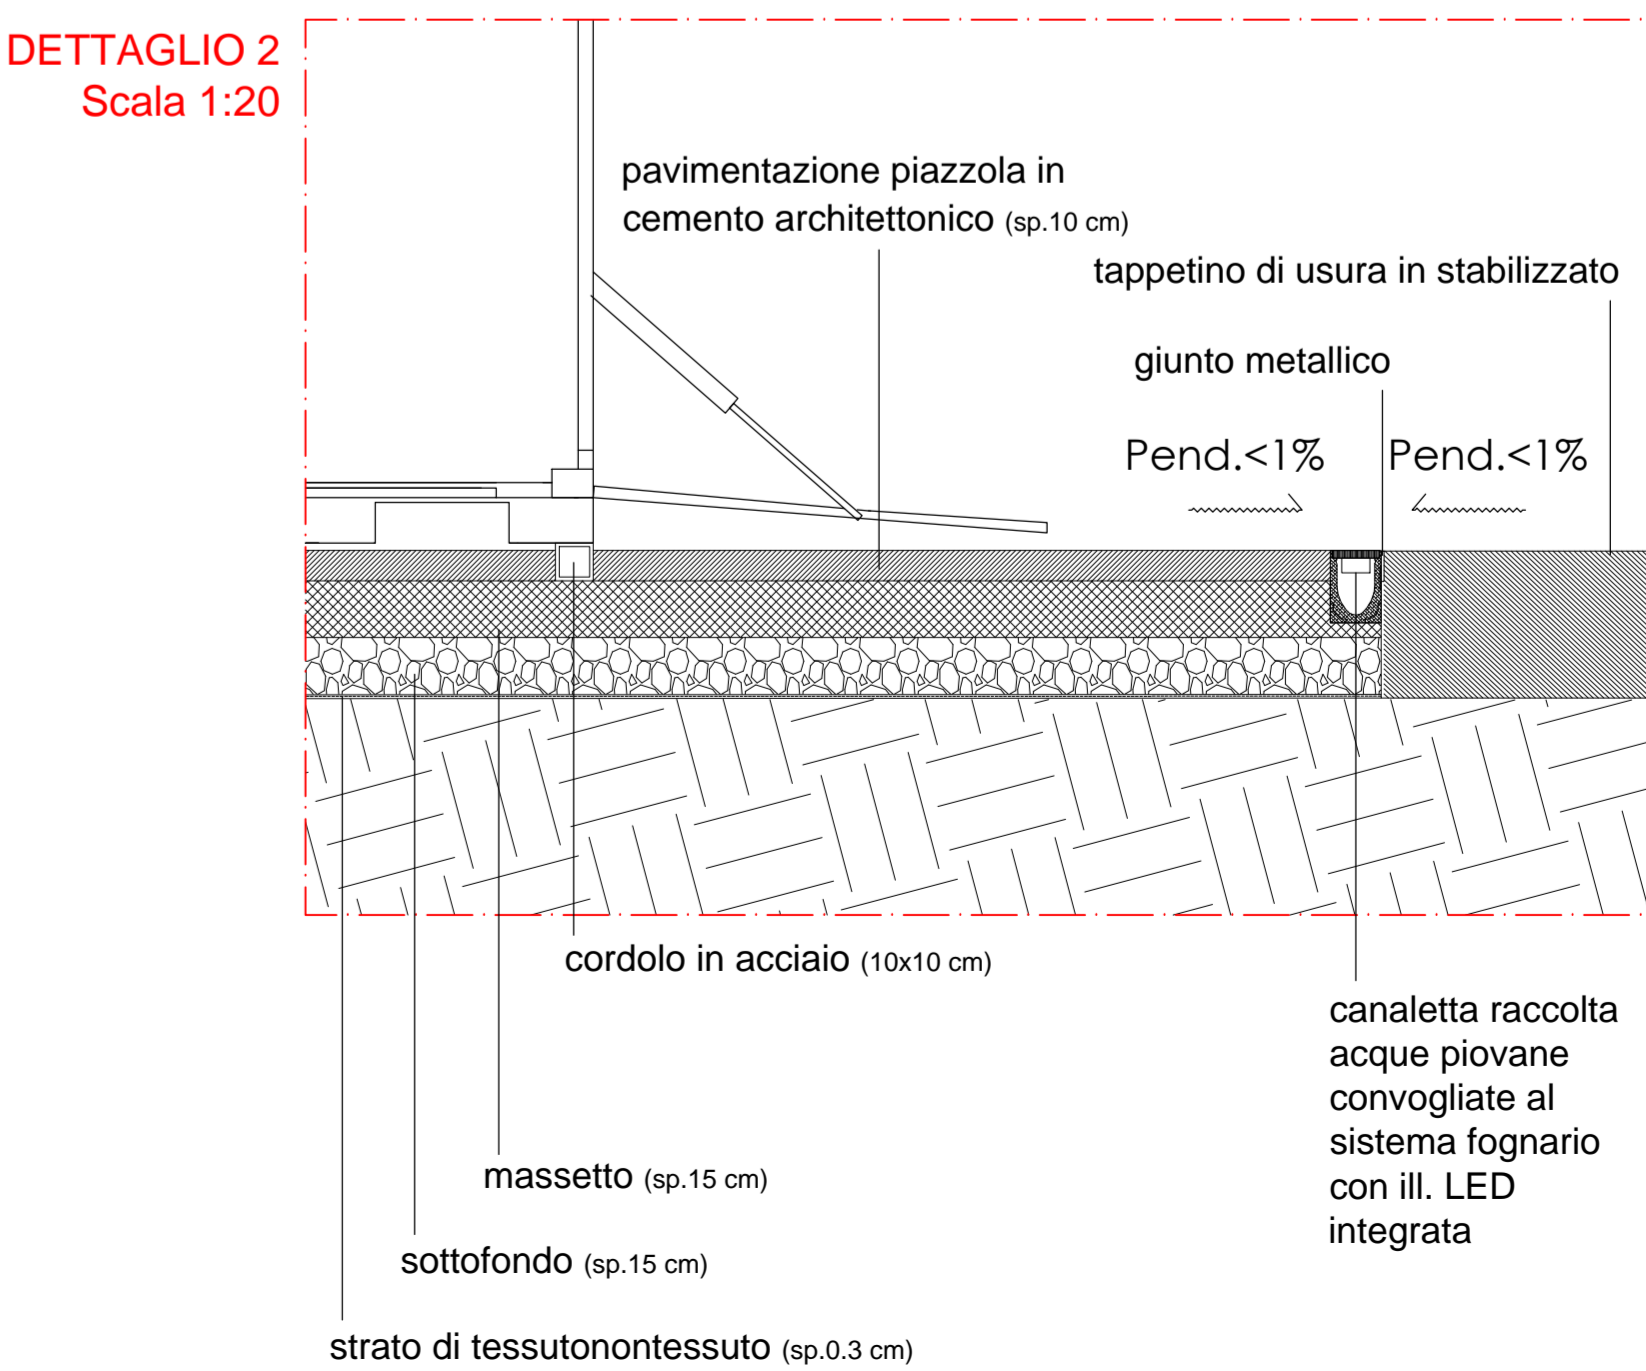 DETTAGLIO 2
Scala 1:20
pavimentazione piazzola in
cemento architettonico (sp.10 cm)
tappetino di usura in stabilizzato
giunto metallico
Pend.<1% Pend.<1%
cordolo in acciaio (10x10 cm)
canaletta raccolta
acque piovane
convogliate al
sistema fognario
con ill. LED
integrata
massetto (sp.15 cm)
sottofondo (sp.15 cm)
strato di tessutonontessuto (sp.0.3 cm)